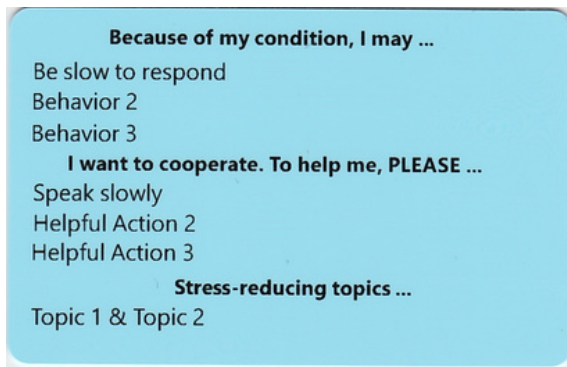 Because of my condition, I may ...
Be slow to respond
Behavior 2
Behavior 3
I want to cooperate. To help me, PLEASE ...
Speak slowly
Helpful Action 2
Helpful Action 3
Stress-reducing topics ...
Topic 1 & Topic 2